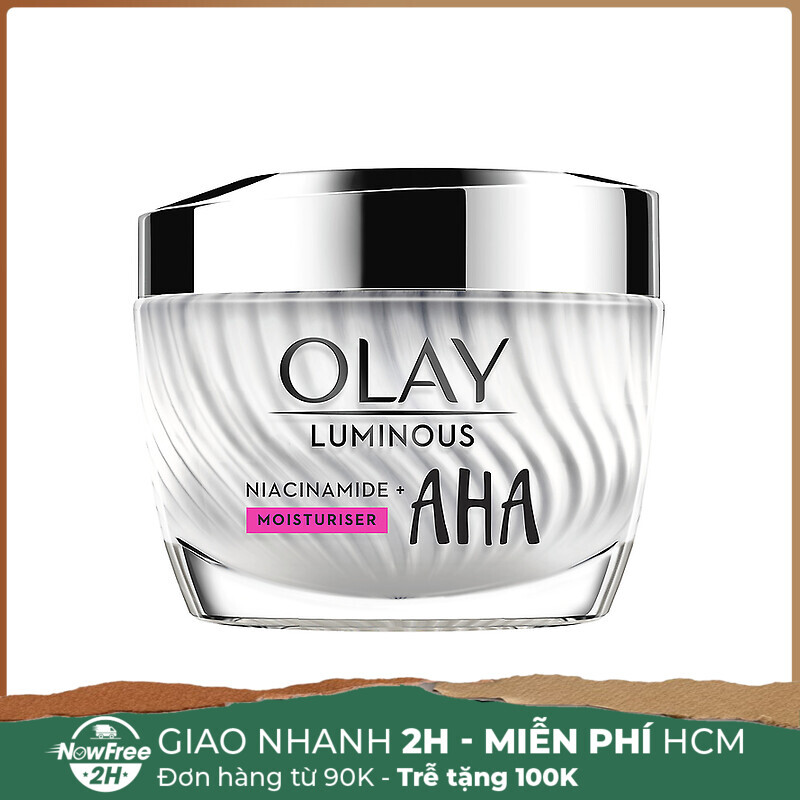 OLAY
LUMINOUS
NIACINAMIDE + AHA
MOISTURISER
NowFree
2H
GIAO NHANH 2H - MIỄN PHÍ HCM
Đơn hàng từ 90K - Trễ tặng 100K